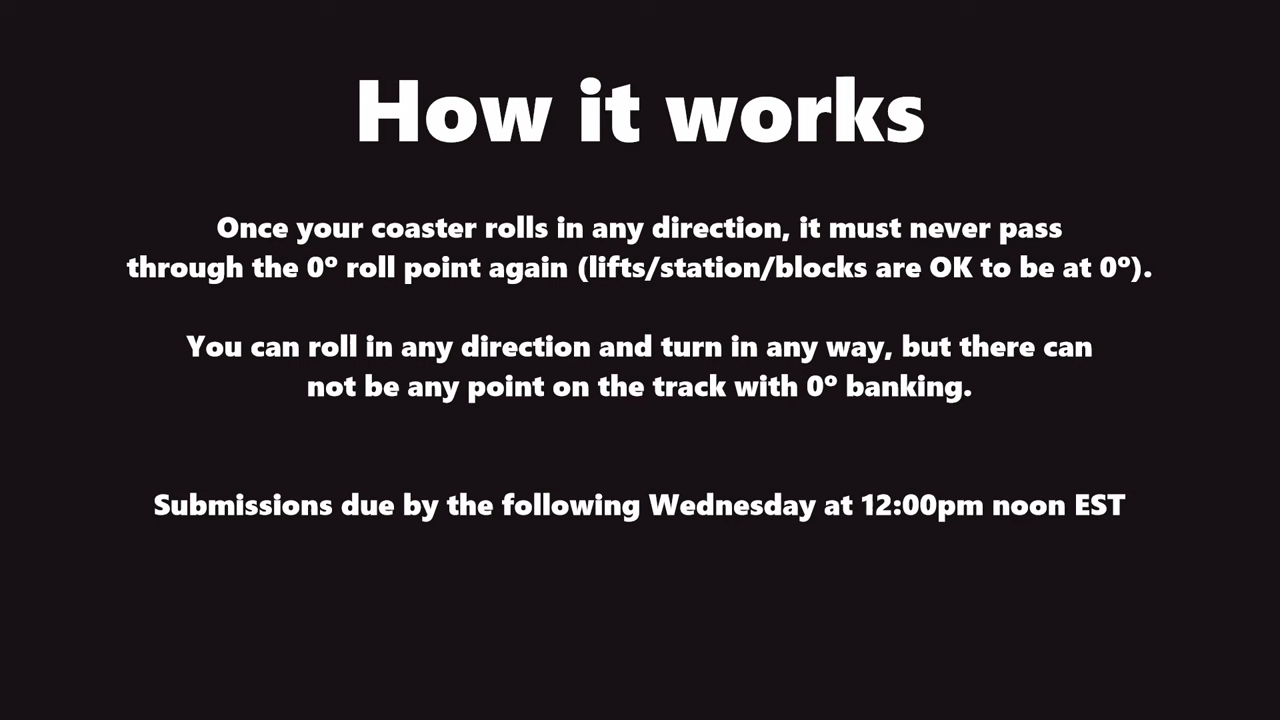 How it works
Once your coaster rolls in any direction, it must never pass
through the 0º roll point again (lifts/station/blocks are OK to be at 0º).
You can roll in any direction and turn in any way, but there can
not be any point on the track with 0º banking.
Submissions due by the following Wednesday at 12:00pm noon EST